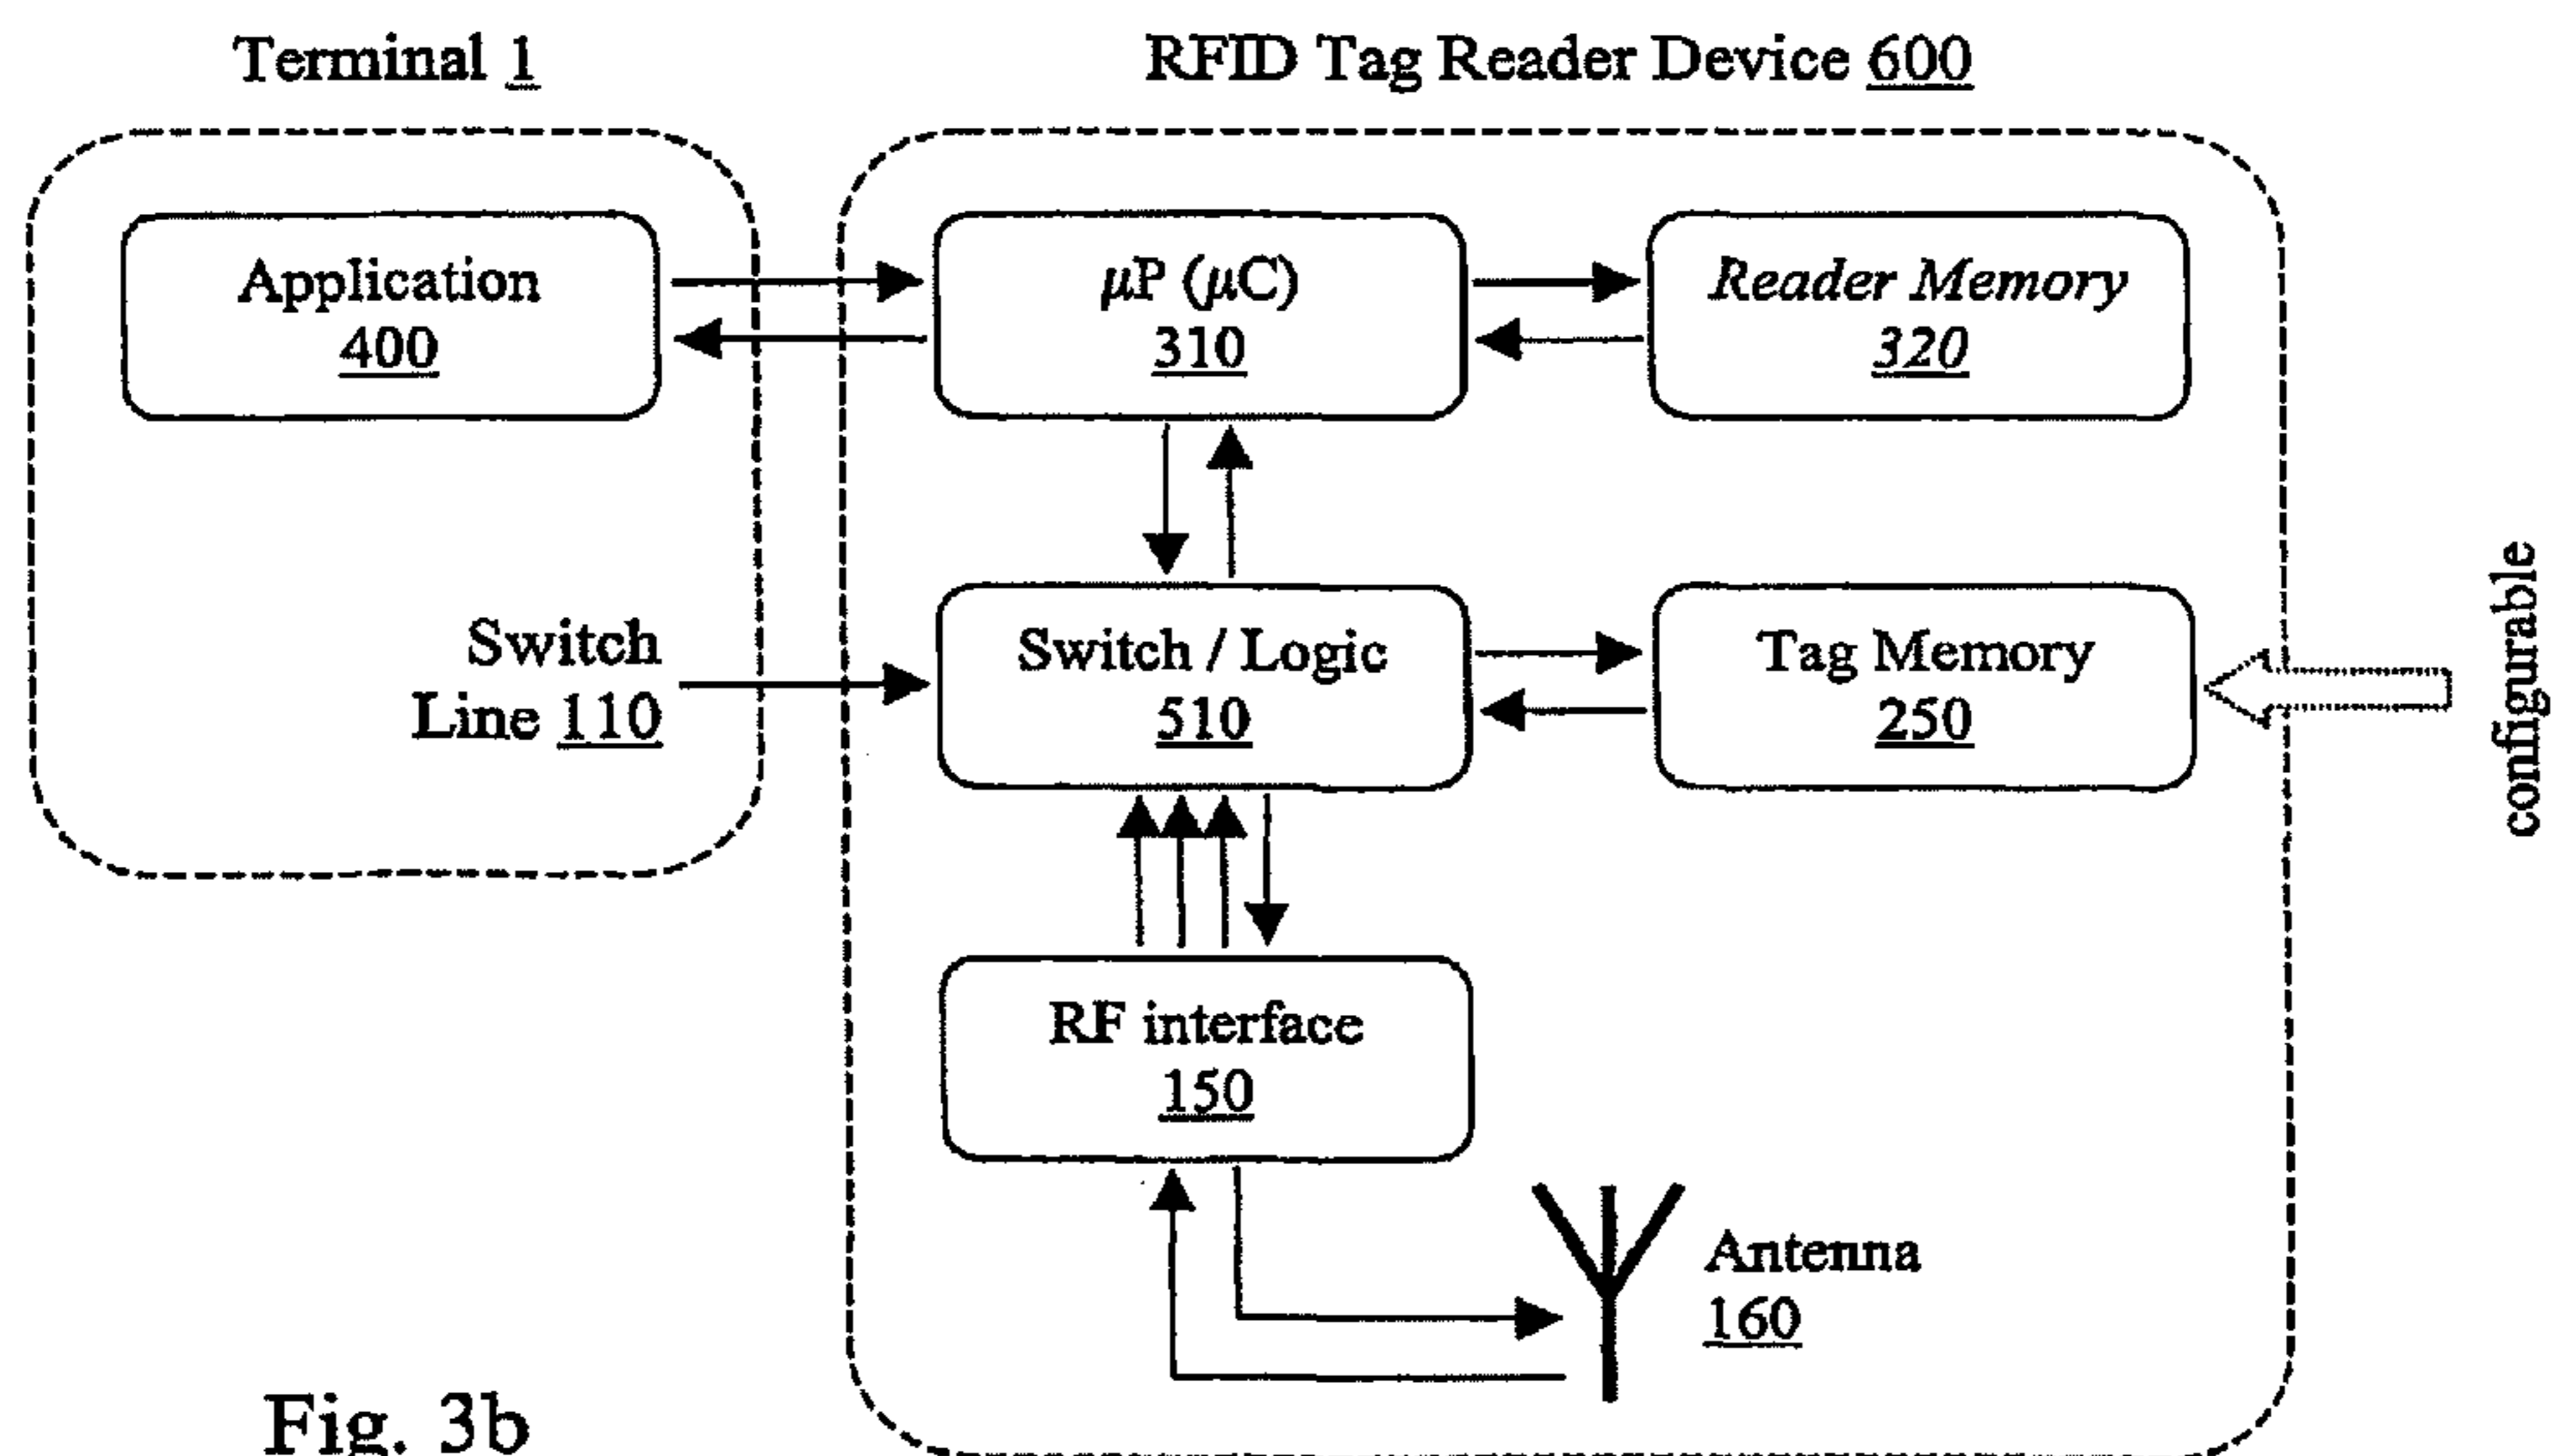 Terminal 1
RFID Tag Reader Device 600
Application
400
µP (µC)
310
Reader Memory
320
Switch
Line 110
Switch / Logic
510
Tag Memory
250
configurable
RF interface
150
Antenna
160
Fig. 3b